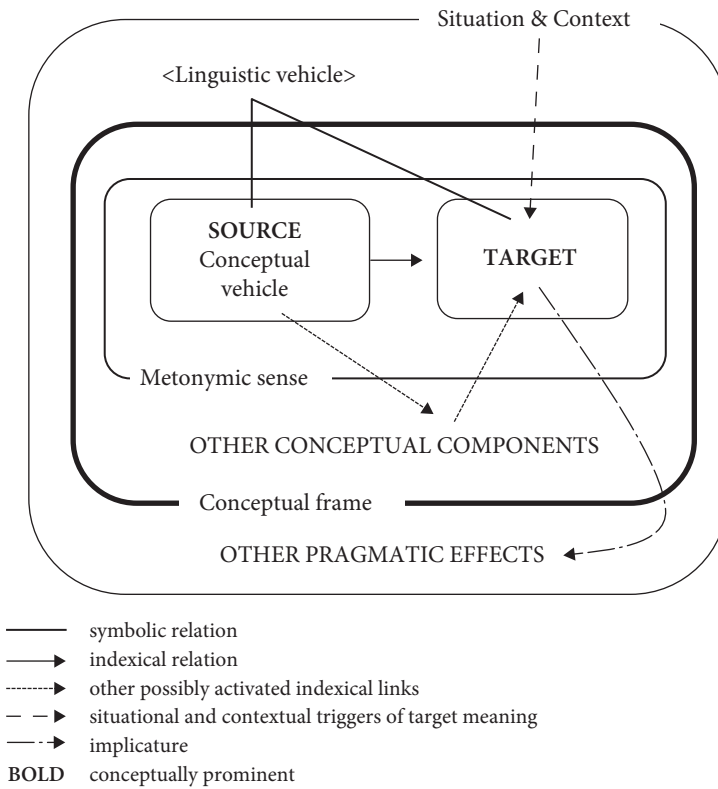 Situation & Context
<Linguistic vehicle>
SOURCE
Conceptual
vehicle
TARGET
Metonymic sense
OTHER CONCEPTUAL COMPONENTS
Conceptual frame
OTHER PRAGMATIC EFFECTS
symbolic relation
indexical relation
other possibly activated indexical links
situational and contextual triggers of target meaning
implicature
BOLD conceptually prominent